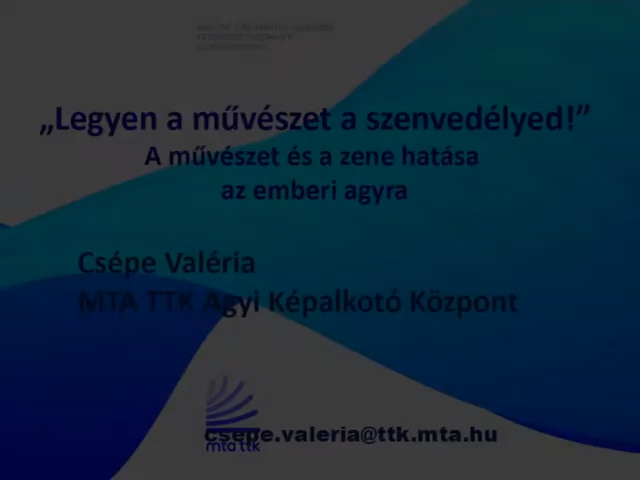 „Legyen a művészet a szenvedélyed!”
A művészet és a zene hatása
az emberi agyra
Csépe Valéria
MTA TTK Agyi Képalkotó Központ
csepe.valeria@ttk.mta.hu
mta ttk